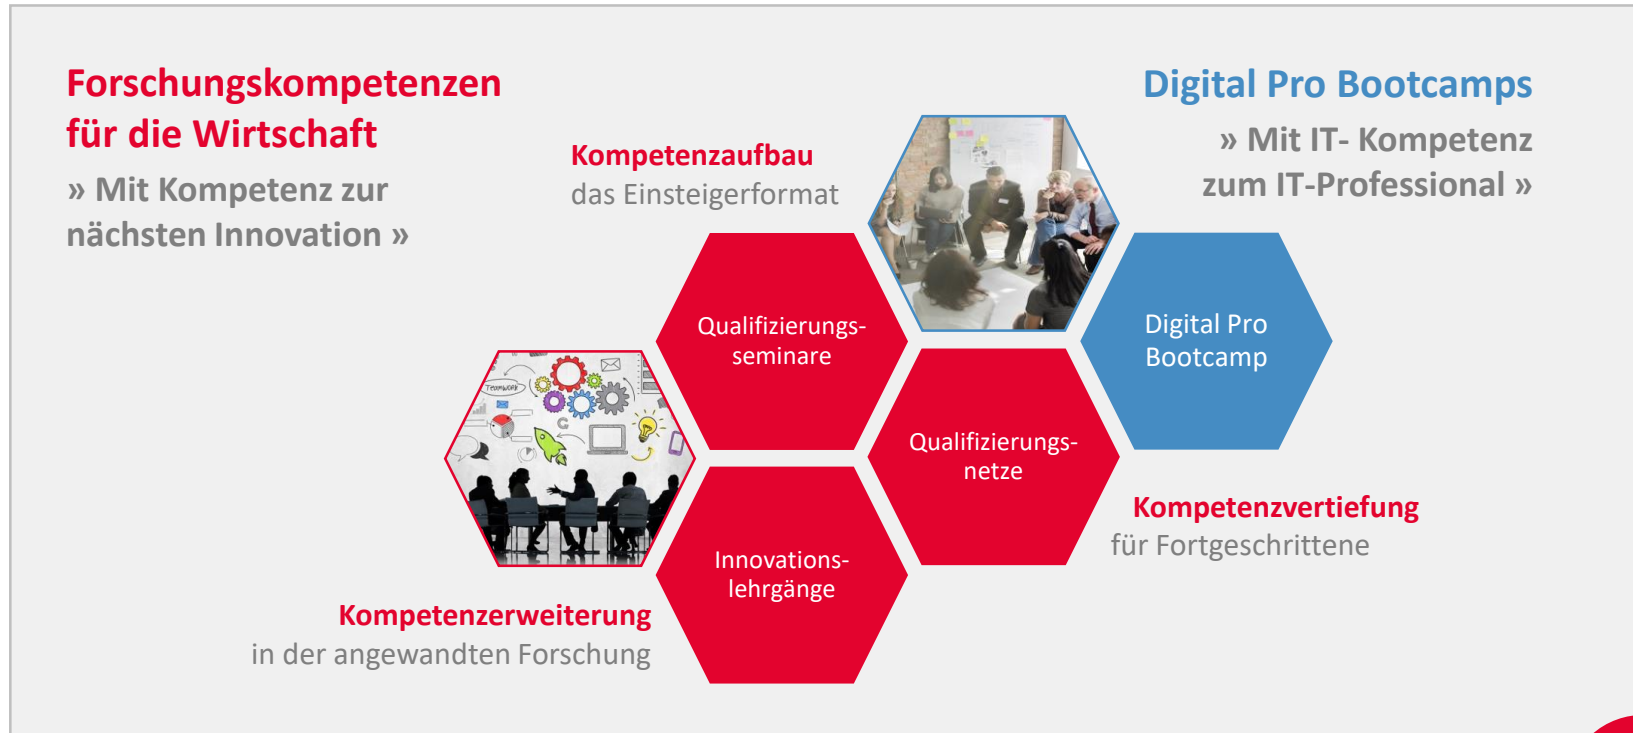 Forschungskompetenzen
für die Wirtschaft
» Mit Kompetenz zur
nächsten Innovation »
Digital Pro Bootcamps
» Mit IT- Kompetenz
zum IT-Professional »
Kompetenzaufbau
das Einsteigerformat
Qualifizierungs-
seminare
Digital Pro
Bootcamp
TEAMWORK
Qualifizierungs-
netze
Kompetenzvertiefung
für Fortgeschrittene
Innovations-
lehrgänge
Kompetenzerweiterung
in der angewandten Forschung